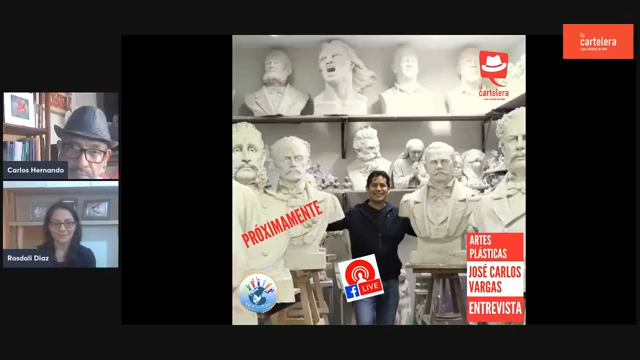 la
cartelera
Carlos Hernando
Rosdali Diaz
cartelera
PRÓXIMAMENTE
LIVE
ARTES
PLÁSTICAS
JOSÉ CARLOS
VARGAS
ENTREVISTA